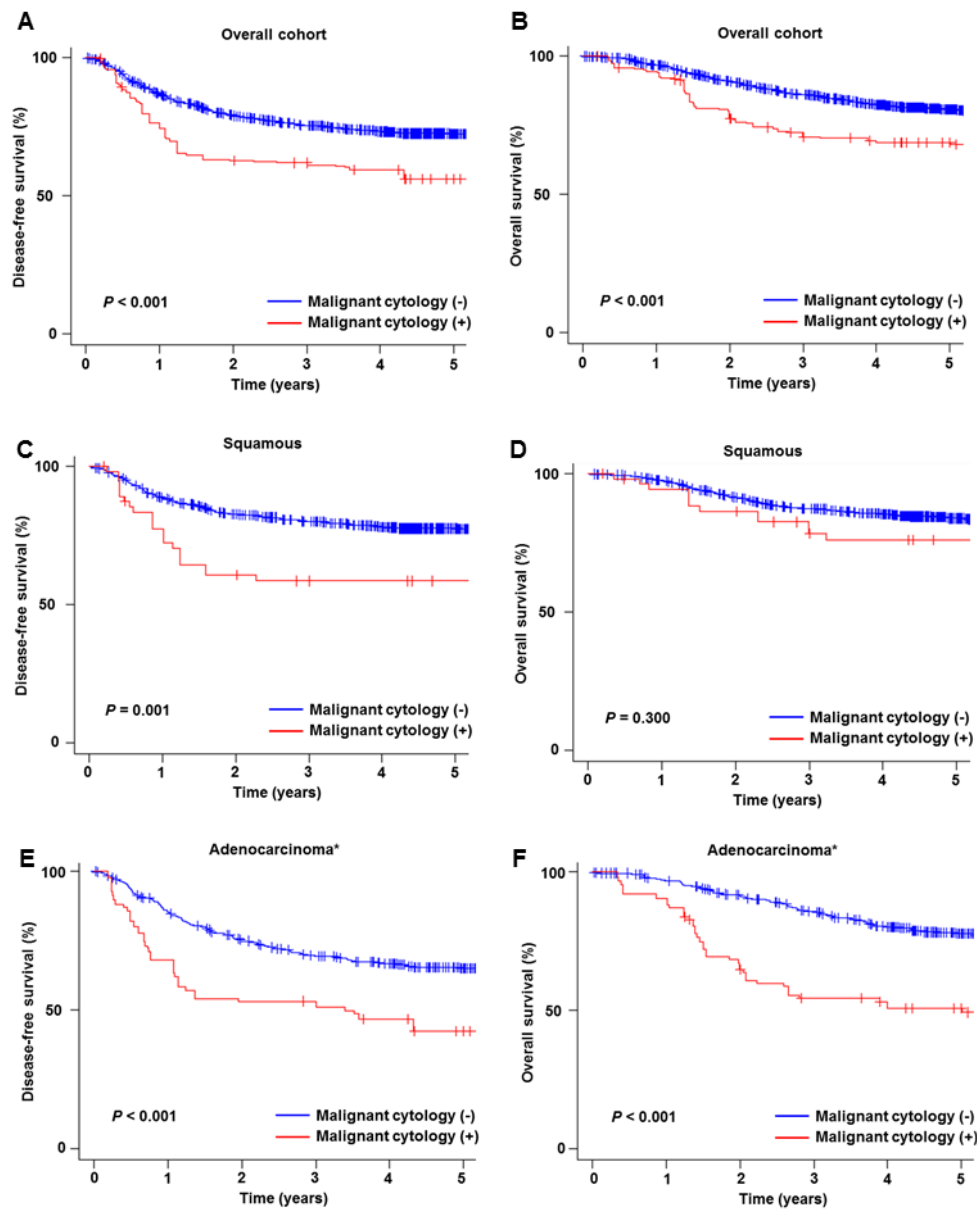 A
Overall cohort
Disease-free survival (%)
100
50
0
P < 0.001
Malignant cytology (-)
Malignant cytology (+)
0 1 2 3 4 5
Time (years)
B
Overall cohort
Overall survival (%)
100
50
0
P < 0.001
Malignant cytology (-)
Malignant cytology (+)
0 1 2 3 4 5
Time (years)
C
Squamous
Disease-free survival (%)
100
50
0
P = 0.001
Malignant cytology (-)
Malignant cytology (+)
0 1 2 3 4 5
Time (years)
D
Squamous
Overall survival (%)
100
50
0
P = 0.300
Malignant cytology (-)
Malignant cytology (+)
0 1 2 3 4 5
Time (years)
E
Adenocarcinoma*
Disease-free survival (%)
100
50
0
P < 0.001
Malignant cytology (-)
Malignant cytology (+)
0 1 2 3 4 5
Time (years)
F
Adenocarcinoma*
Overall survival (%)
100
50
0
P < 0.001
Malignant cytology (-)
Malignant cytology (+)
0 1 2 3 4 5
Time (years)